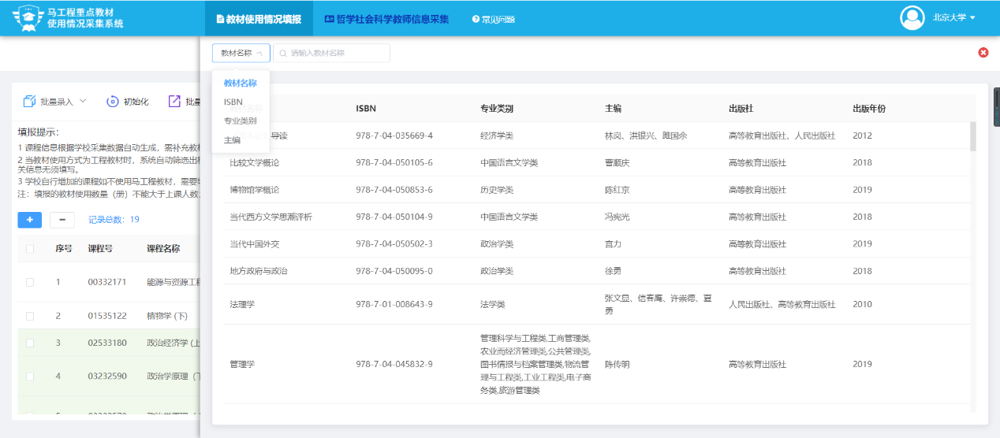 马工程重点教材
使用情况采集系统
教材使用情况填报
哲学社会科学教师信息采集
常见问题
北京大学
教材名称
请输入教材名称
教材名称
ISBN
专业类别
主编
批量录入
初始化
批量
填报提示：
1 课程信息根据学校采集数据自动生成，需补充教材
2 当教材使用方式为工程教材时，系统自动筛选出相
关信息无须填写。
3 学校自行增加的课程如不使用马工程教材，需要填
注：填报的教材使用数量（册）不能大于上课人数
记录总数：19
序号 课程号 课程名称
1 00332171 能源与资源工程
2 01535122 植物学 (下)
3 02533180 政治经济学 (上
4 03232590 政治学原理（下
ISBN 专业类别 主编 出版社 出版年份
导读 978-7-04-035669-4 经济学类 林岗、洪银兴、雎国余 高等教育出版社、人民出版社 2012
比较文学概论 978-7-04-050105-6 中国语言文学类 曹顺庆 高等教育出版社 2018
博物馆学概论 978-7-04-050853-6 历史学类 陈红京 高等教育出版社 2019
当代西方文学思潮评析 978-7-04-050104-9 中国语言文学类 冯宪光 高等教育出版社 2018
当代中国外交 978-7-04-050502-3 政治学类 宫力 高等教育出版社 2019
地方政府与政治 978-7-04-050095-0 政治学类 徐勇 高等教育出版社 2018
法理学 978-7-01-008643-9 法学类 张文显、信春鹰、许崇德、夏
勇 人民出版社、高等教育出版社 2010
管理学 978-7-04-045832-9 管理科学与工程类,工商管理类,
农业而经济管理类,公共管理类,
图书情报与档案管理类,物流管
理与工程类,工业工程类,电子商
务类,旅游管理类 陈传明 高等教育出版社 2019